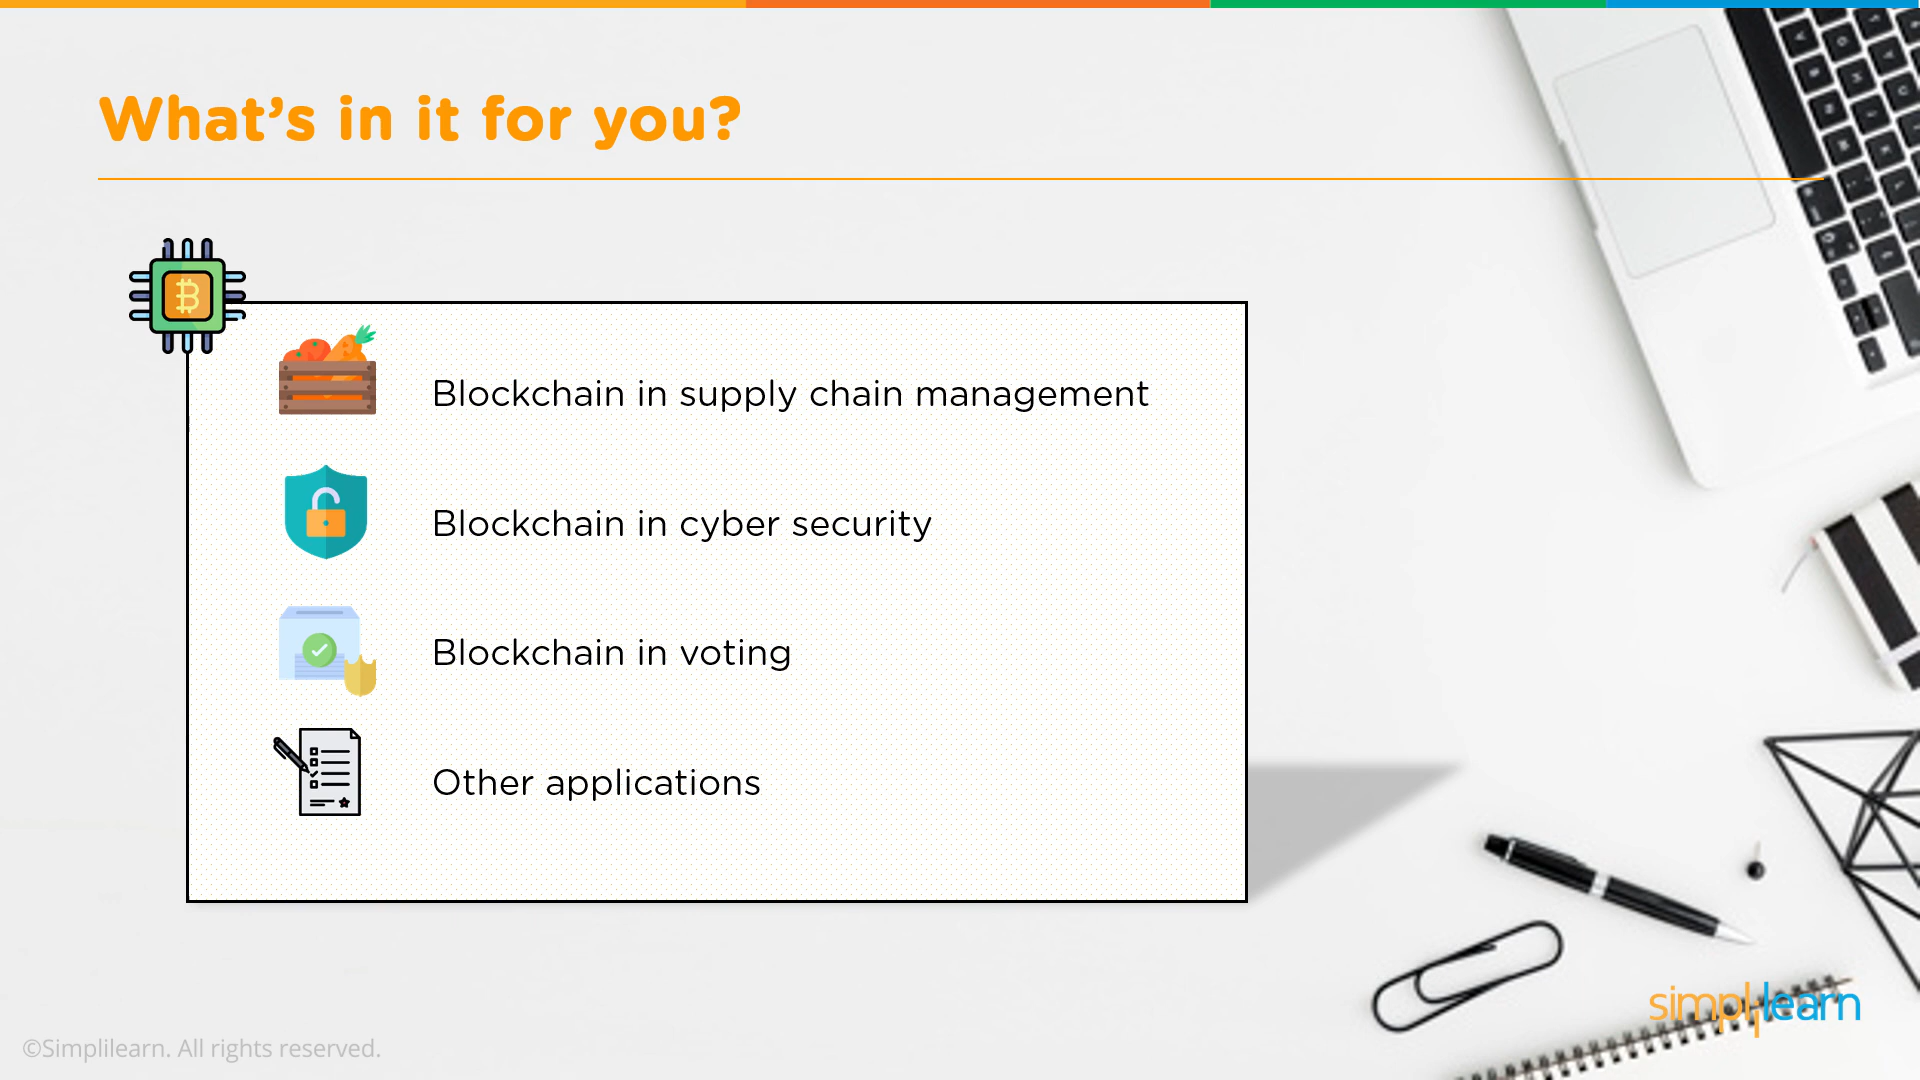 What’s in it for you?
Blockchain in supply chain management
Blockchain in cyber security
Blockchain in voting
Other applications
simplilearn
©Simplilearn. All rights reserved.